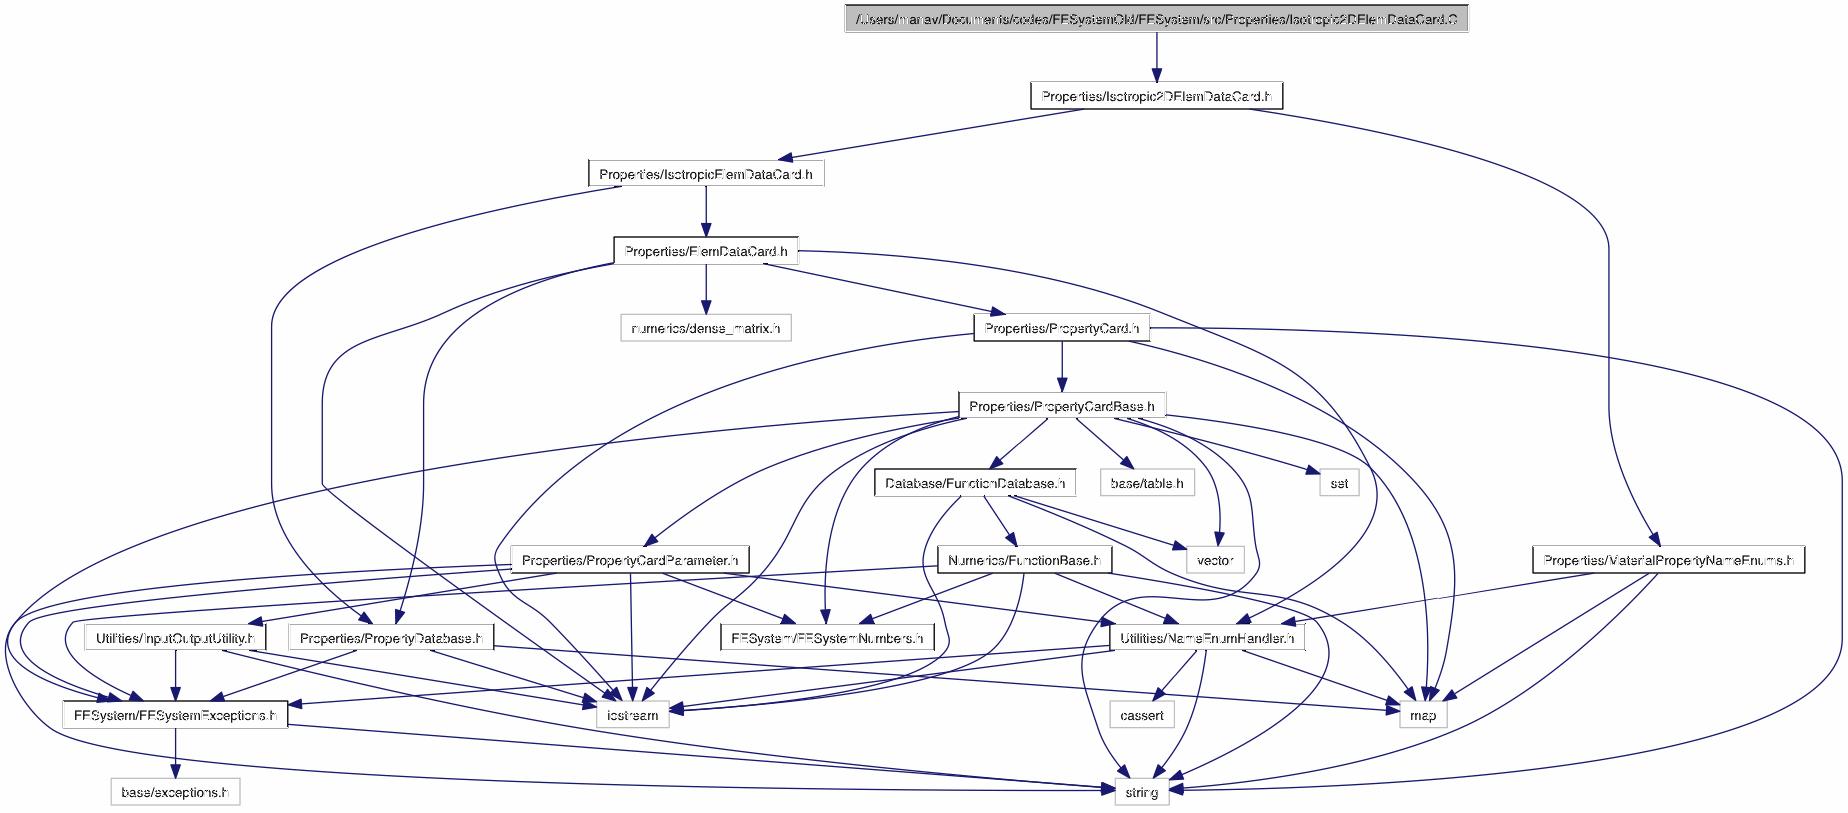 /Users/manav/Documents/codes/FESystemOld/FESystem/src/Properties/Isotropic2DElemDataCard.C
Properties/Isotropic2DElemDataCard.h
Properties/IsotropicElemDataCard.h
Properties/ElemDataCard.h
numerics/dense_matrix.h
Properties/PropertyCard.h
Properties/PropertyCardBase.h
Database/FunctionDatabase.h
base/table.h
set
Properties/PropertyCardParameter.h
Numerics/FunctionBase.h
vector
Properties/MaterialPropertyNameEnums.h
Utilities/InputOutputUtility.h
Properties/PropertyDatabase.h
FESystem/FESystemNumbers.h
Utilities/NameEnumHandler.h
FESystem/FESystemExceptions.h
iostream
cassert
map
base/exceptions.h
string